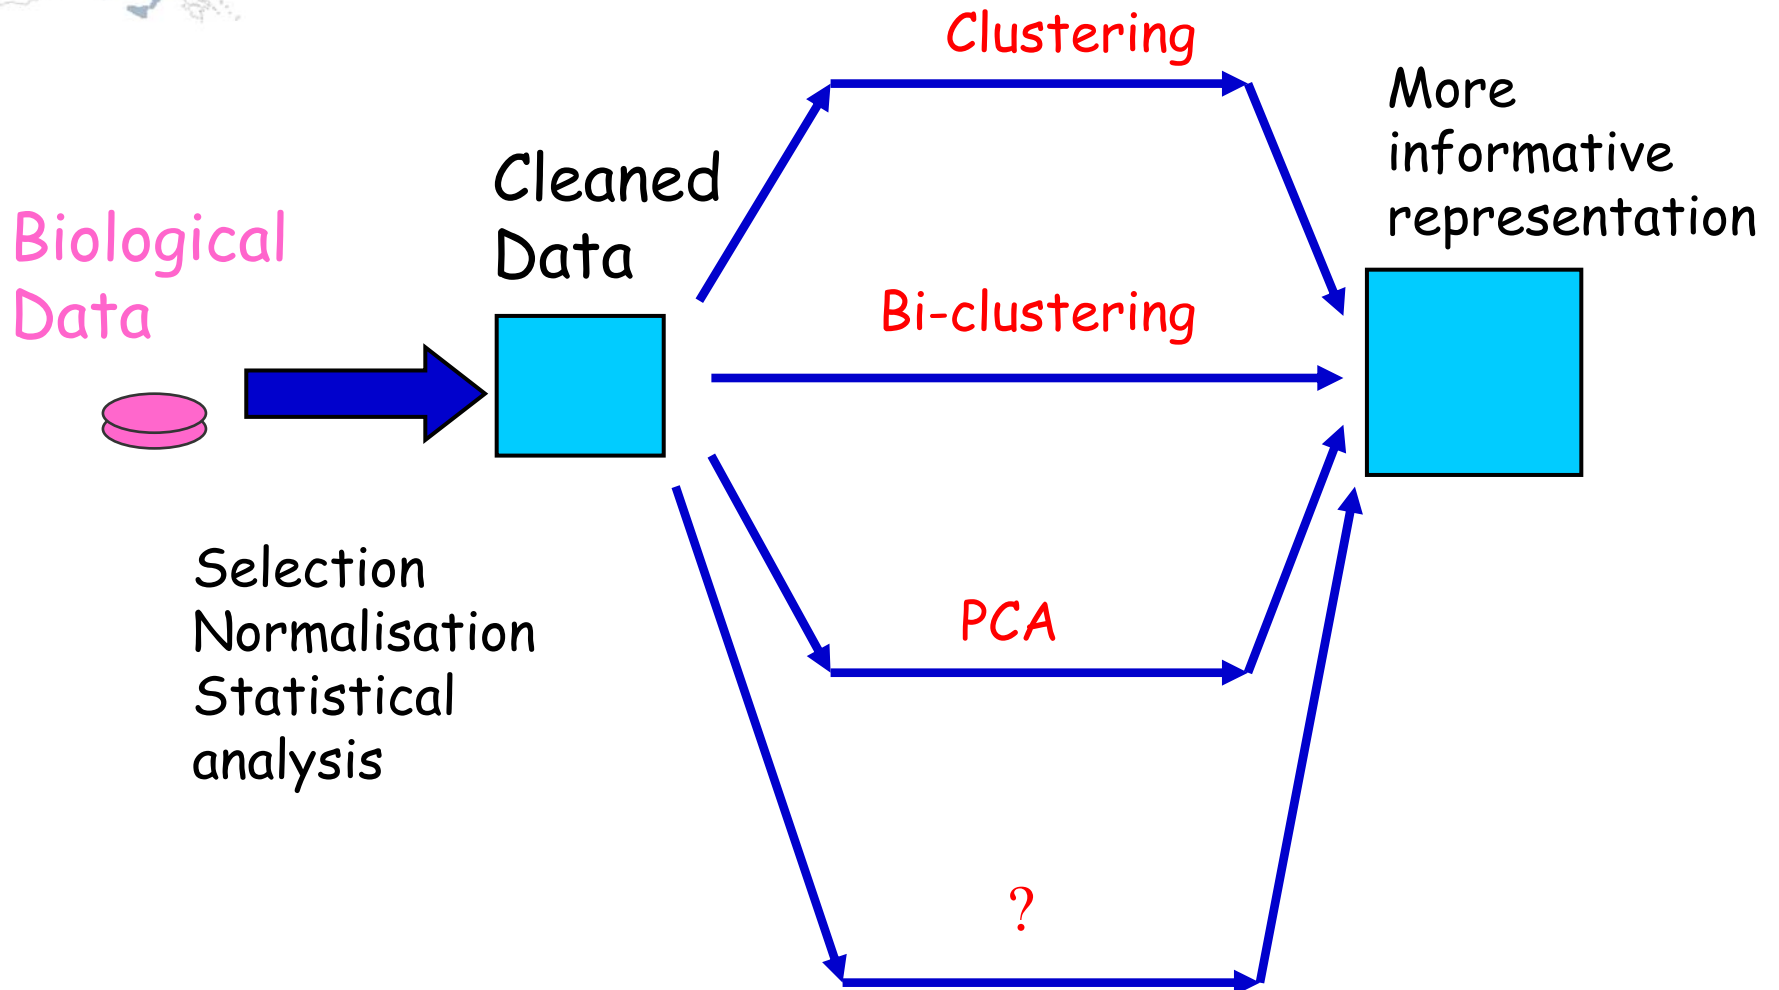 Biological
Data
Selection
Normalisation
Statistical
analysis
Cleaned
Data
Clustering
Bi-clustering
PCA
?
More
informative
representation